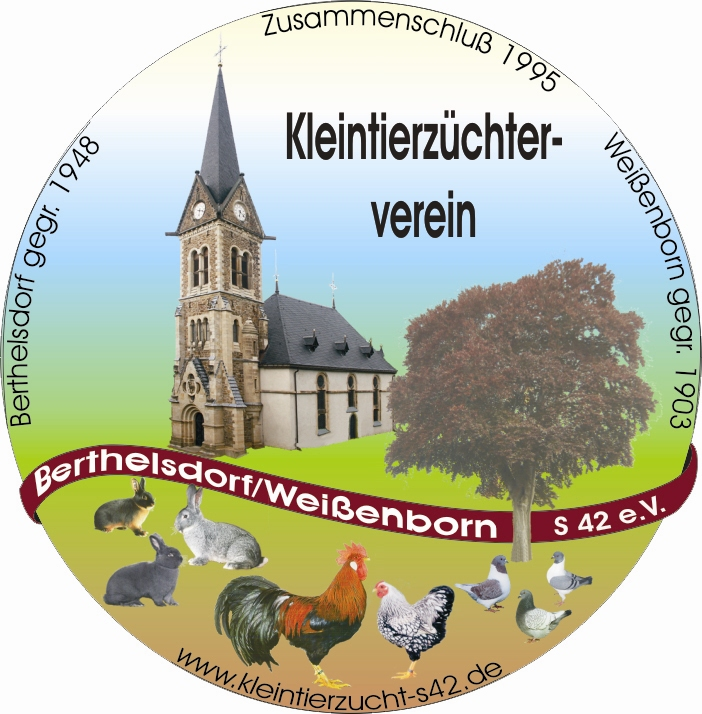 Zusammenschluß 1995
Berthelsdorf gegr. 1948
Weißenborn gegr. 1903
Kleintierzüchter-
verein
Berthelsdorf/Weißenborn S 42 e.V.
www.kleintierzucht-s42.de